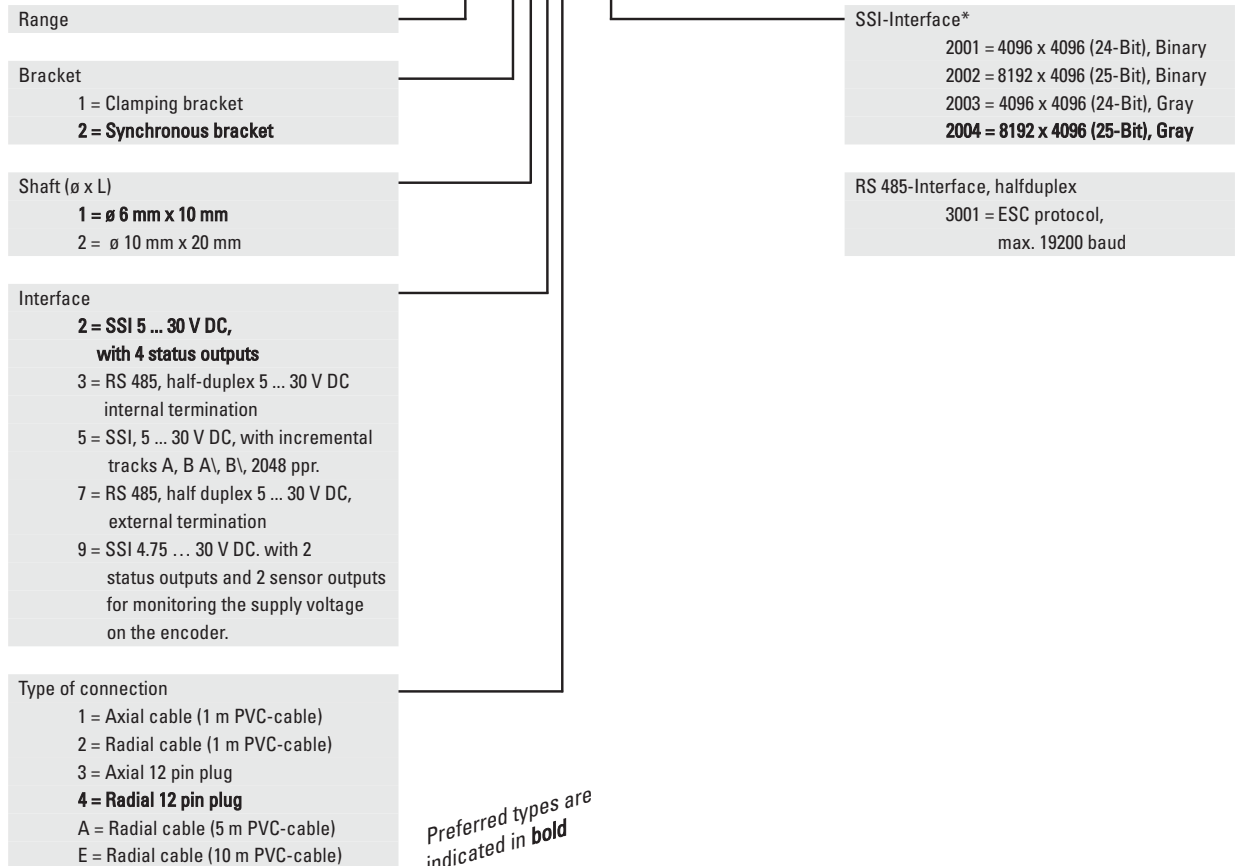 Range
Bracket
1 = Clamping bracket
2 = Synchronous bracket
Shaft (ø x L)
1 = ø 6 mm x 10 mm
2 = ø 10 mm x 20 mm
Interface
2 = SSI 5 ... 30 V DC,
with 4 status outputs
3 = RS 485, half-duplex 5 ... 30 V DC
internal termination
5 = SSI, 5 ... 30 V DC, with incremental
tracks A, B A\, B\, 2048 ppr.
7 = RS 485, half duplex 5 ... 30 V DC,
external termination
9 = SSI 4.75 … 30 V DC. with 2
status outputs and 2 sensor outputs
for monitoring the supply voltage
on the encoder.
Type of connection
1 = Axial cable (1 m PVC-cable)
2 = Radial cable (1 m PVC-cable)
3 = Axial 12 pin plug
4 = Radial 12 pin plug
A = Radial cable (5 m PVC-cable)
E = Radial cable (10 m PVC-cable)
Preferred types are
indicated in bold
SSI-Interface*
2001 = 4096 x 4096 (24-Bit), Binary
2002 = 8192 x 4096 (25-Bit), Binary
2003 = 4096 x 4096 (24-Bit), Gray
2004 = 8192 x 4096 (25-Bit), Gray
RS 485-Interface, halfduplex
3001 = ESC protocol,
max. 19200 baud